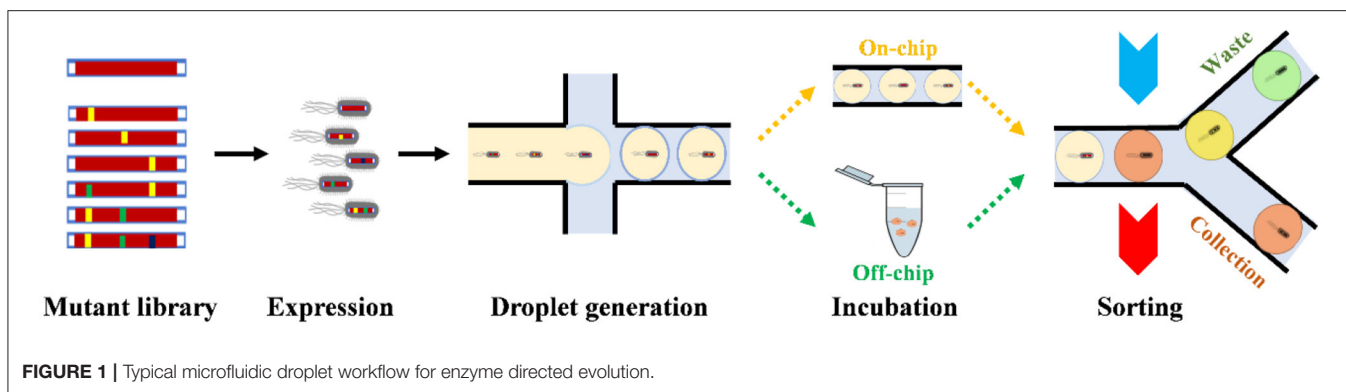 On-chip
Off-chip
Waste
Collection
Mutant library
Expression
Droplet generation
Incubation
Sorting
FIGURE 1 | Typical microfluidic droplet workflow for enzyme directed evolution.